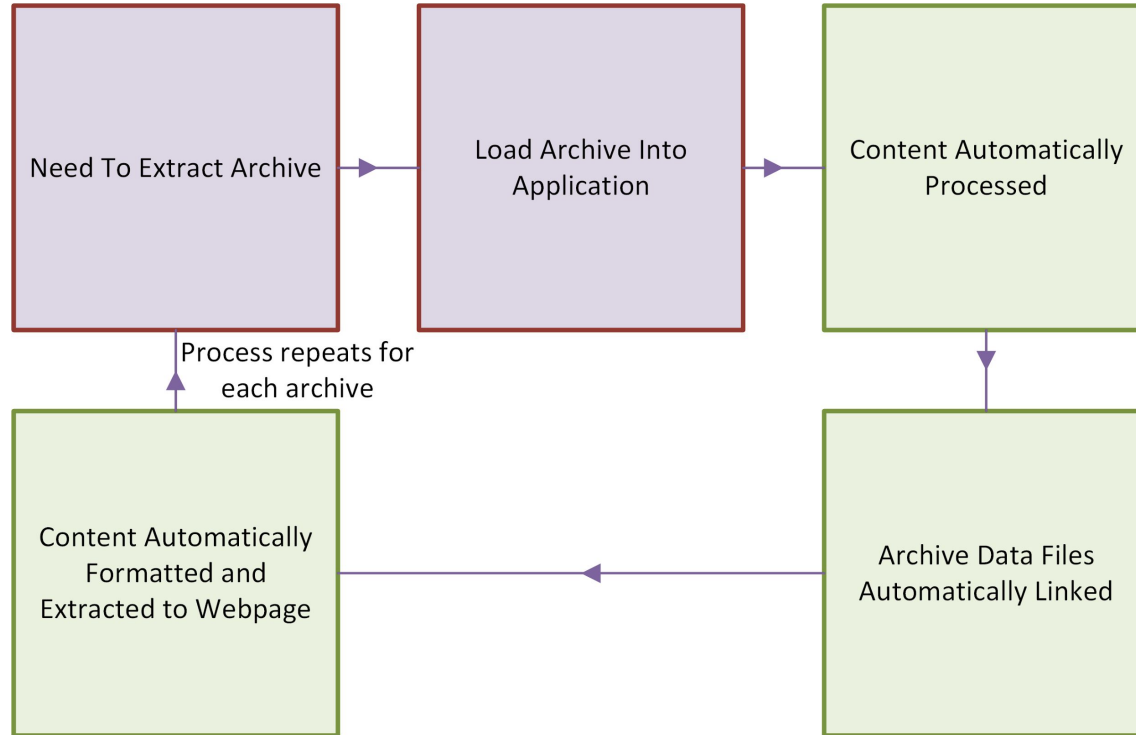 Need To Extract Archive
Load Archive Into
Application
Content Automatically
Processed
Process repeats for
each archive
Content Automatically
Formatted and
Extracted to Webpage
Archive Data Files
Automatically Linked